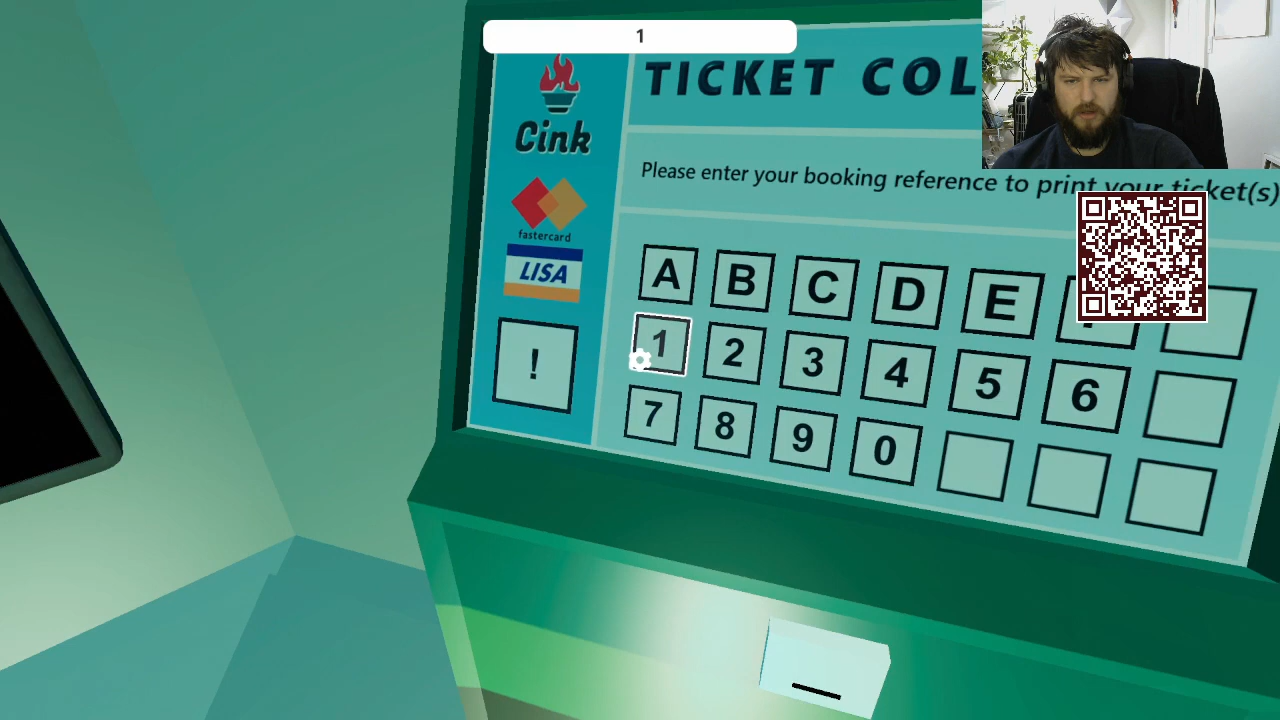 1
TICKET COL
Cink
Please enter your booking reference to print your ticket(s)
fastercard
LISA
!
A B C D E
1 2 3 4 5 6
7 8 9 0